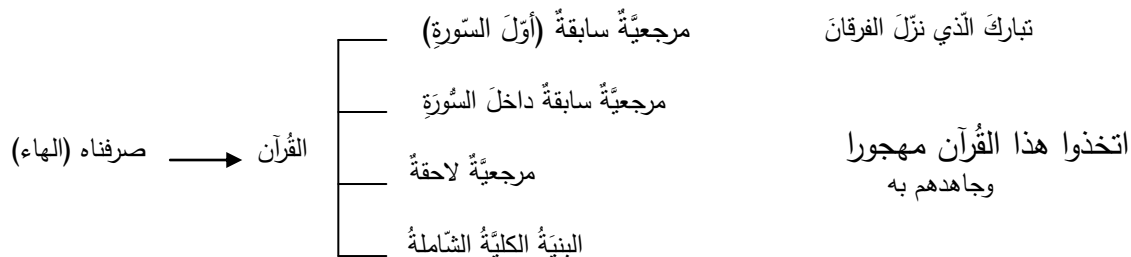 مرجعيَّةٌ سابقةٌ (أوّلَ السّورةِ) تباركَ الّذي نزّلَ الفرقانَ
مرجعيَّةٌ سابقةٌ داخلَ السُّورَةِ
صرفناه (الهاء) القُرآن
اتخذوا هذا القُرآن مهجورا
مرجعيَّةٌ لاحقةٌ
وجاهدهم به
البنيَةُ الكليَّةُ الشّاملةُ